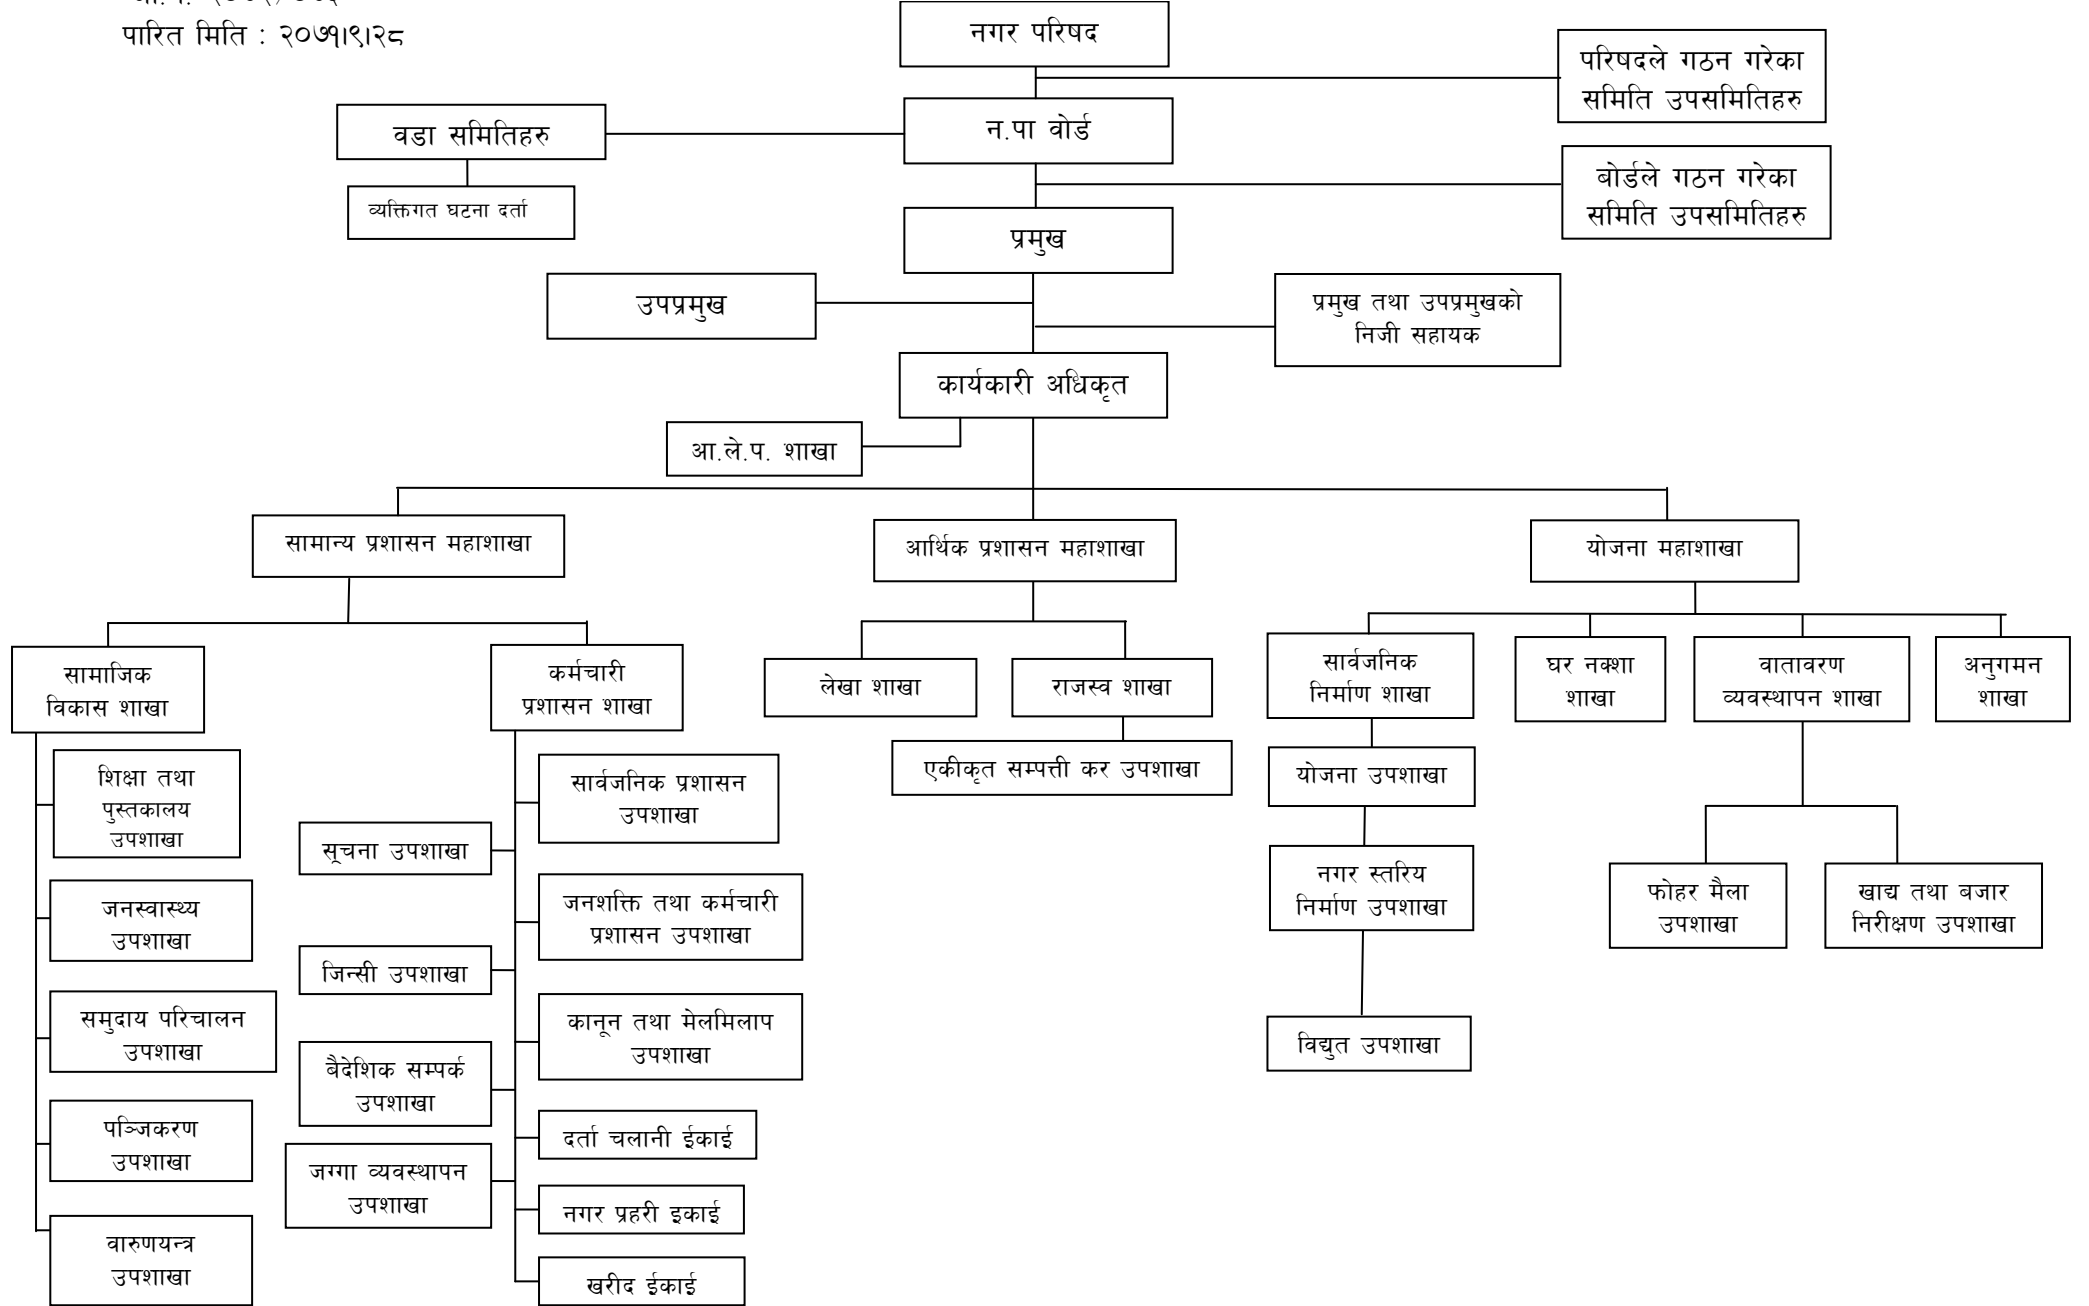 पारित मिति : २०७१।९।२८
नगर परिषद
परिषदले गठन गरेका
समिति उपसमितिहरु
वडा समितिहरु
न.पा वोर्ड
बोर्डले गठन गरेका
समिति उपसमितिहरु
व्यक्तिगत घटना दर्ता
प्रमुख
उपप्रमुख
प्रमुख तथा उपप्रमुखको
निजी सहायक
कार्यकारी अधिकृत
आ.ले.प. शाखा
सामान्य प्रशासन महाशाखा
आर्थिक प्रशासन महाशाखा
योजना महाशाखा
सामाजिक
विकास शाखा
कर्मचारी
प्रशासन शाखा
लेखा शाखा
राजस्व शाखा
सार्वजनिक
निर्माण शाखा
घर नक्शा
शाखा
वातावरण
व्यवस्थापन शाखा
अनुगमन
शाखा
एकीकृत सम्पत्ती कर उपशाखा
योजना उपशाखा
शिक्षा तथा
पुस्तकालय
उपशाखा
सार्वजनिक प्रशासन
उपशाखा
सूचना उपशाखा
नगर स्तरिय
निर्माण उपशाखा
फोहर मैला
उपशाखा
खाद्य तथा बजार
निरीक्षण उपशाखा
जनस्वास्थ्य
उपशाखा
जनशक्ति तथा कर्मचारी
प्रशासन उपशाखा
जिन्सी उपशाखा
समुदाय परिचालन
उपशाखा
कानून तथा मेलमिलाप
उपशाखा
विद्युत उपशाखा
बैदेशिक सम्पर्क
उपशाखा
पञ्जिकरण
उपशाखा
दर्ता चलानी ईकाई
जग्गा व्यवस्थापन
उपशाखा
नगर प्रहरी इकाई
वारुणयन्त्र
उपशाखा
खरीद ईकाई